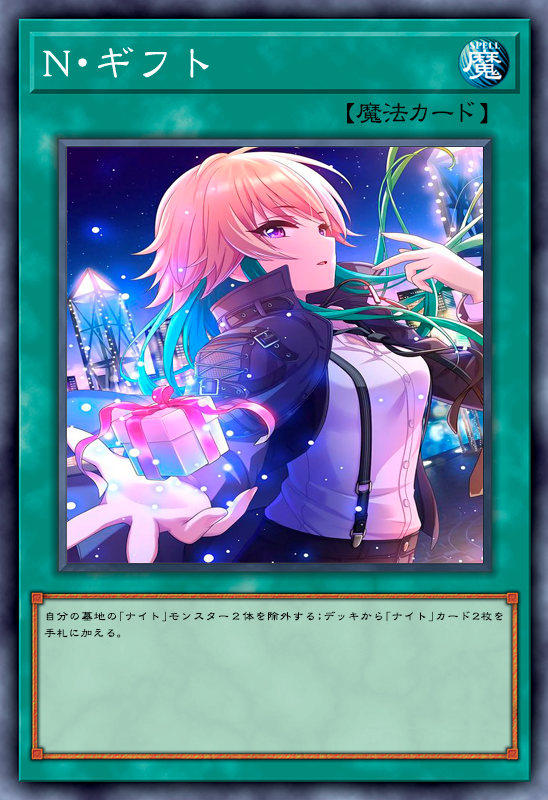 N・ギフト
SPELL
魔
【魔法カード】
自分の墓地の「ナイト」モンスター２体を除外する；デッキから「ナイト」カード２枚を
手札に加える。